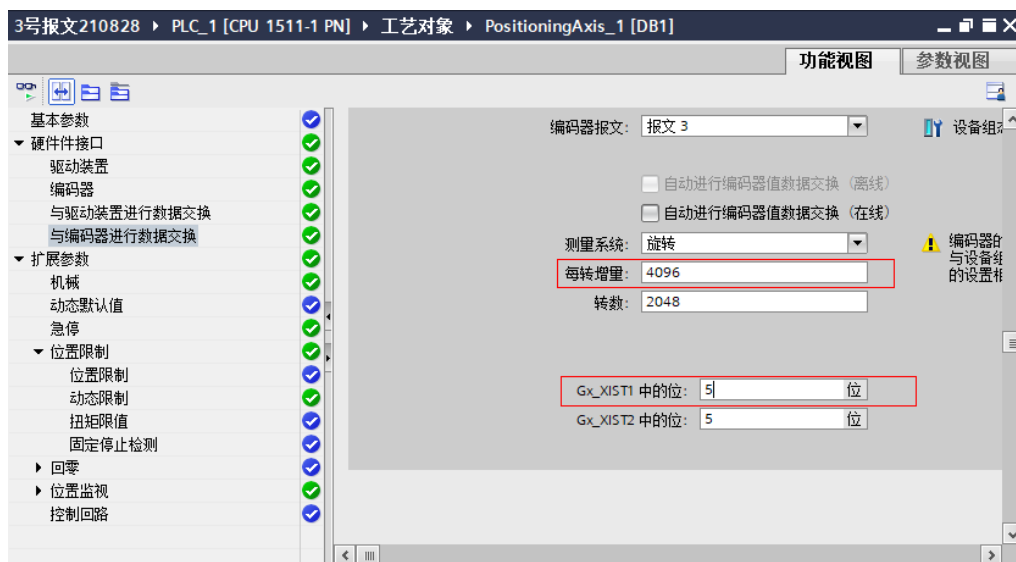 3号报文210828 ▸ PLC_1 [CPU 1511-1 PN] ▸ 工艺对象 ▸ PositioningAxis_1 [DB1]
功能视图
参数视图
基本参数
硬件件接口
驱动装置
编码器
与驱动装置进行数据交换
与编码器进行数据交换
扩展参数
机械
动态默认值
急停
位置限制
位置限制
动态限制
扭矩限值
固定停止检测
回零
位置监视
控制回路
编码器报文: 报文 3
设备组态
自动进行编码器值数据交换（离线）
自动进行编码器值数据交换（在线）
测量系统: 旋转
编码器的
与设备组
的设置相
每转增量: 4096
转数: 2048
Gx_XIST1 中的位: 5 位
Gx_XIST2 中的位: 5 位